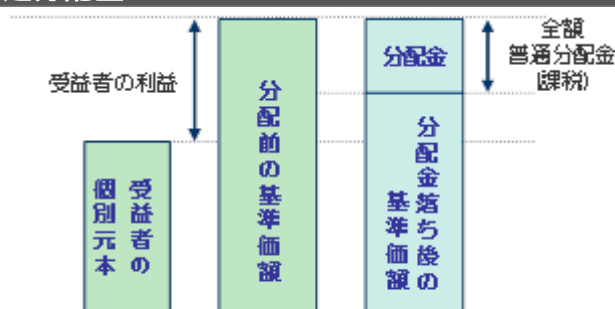 全額
普通分配金
(課税)
受益者の利益
分配金
分配前の基準価額
分配金落ち後の
基準価額
受益者の
個別元本